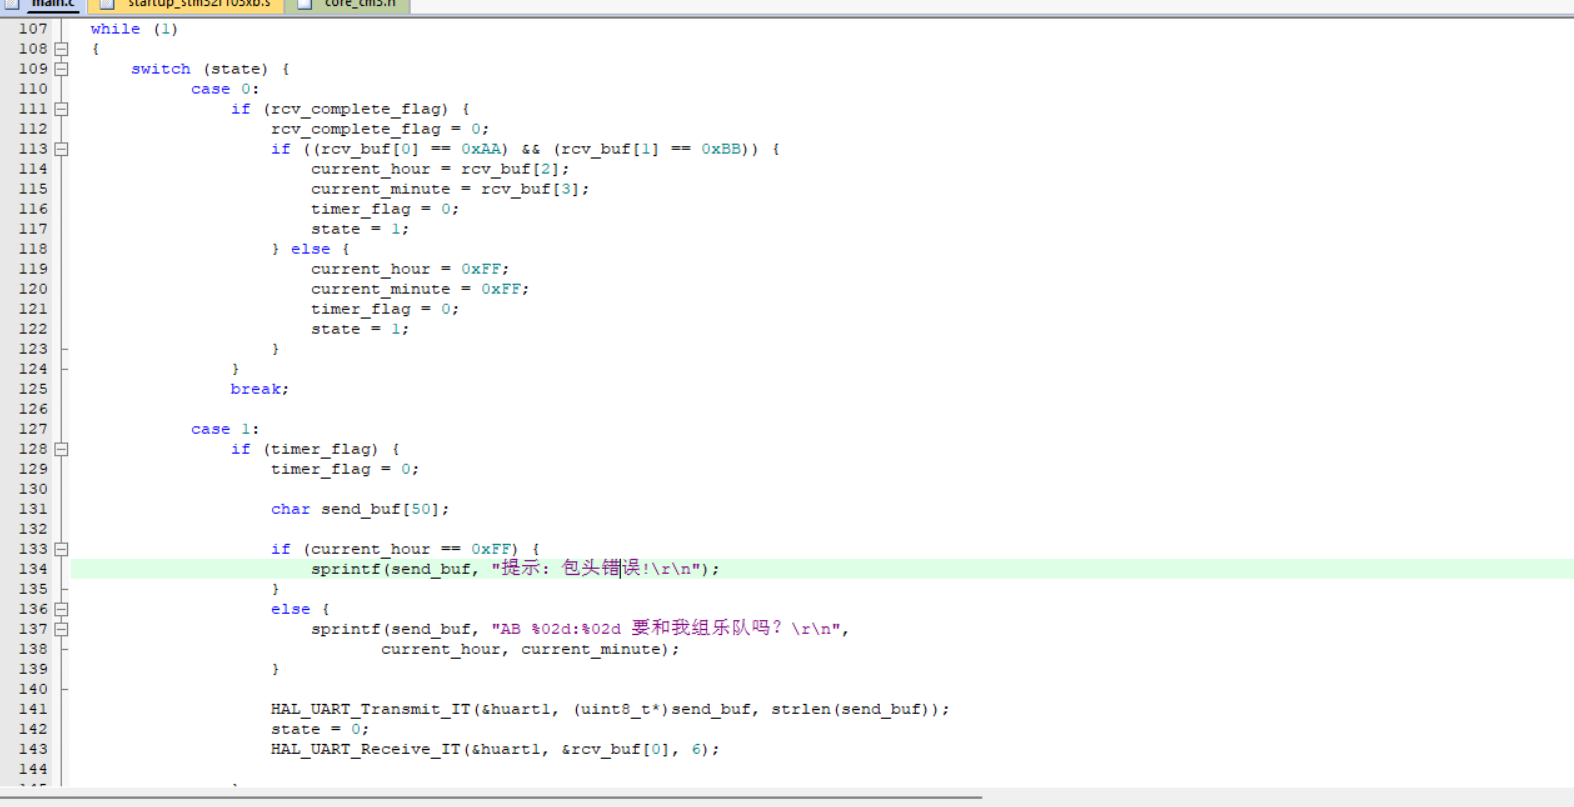 main.c startup_stm32f103xb.s core_cm3.h
107 while (1)
108 {
109 switch (state) {
110 case 0:
111 if (rcv_complete_flag) {
112 rcv_complete_flag = 0;
113 if ((rcv_buf[0] == 0xAA) && (rcv_buf[1] == 0xBB)) {
114 current_hour = rcv_buf[2];
115 current_minute = rcv_buf[3];
116 timer_flag = 0;
117 state = 1;
118 } else {
119 current_hour = 0xFF;
120 current_minute = 0xFF;
121 timer_flag = 0;
122 state = 1;
123 }
124 }
125 break;
126
127 case 1:
128 if (timer_flag) {
129 timer_flag = 0;
130
131 char send_buf[50];
132
133 if (current_hour == 0xFF) {
134 sprintf(send_buf, "提示: 包头错误!\r\n");
135 }
136 else {
137 sprintf(send_buf, "AB %02d:%02d 要和我组乐队吗? \r\n",
138 current_hour, current_minute);
139 }
140
141 HAL_UART_Transmit_IT(&huart1, (uint8_t*)send_buf, strlen(send_buf));
142 state = 0;
143 HAL_UART_Receive_IT(&huart1, &rcv_buf[0], 6);
144